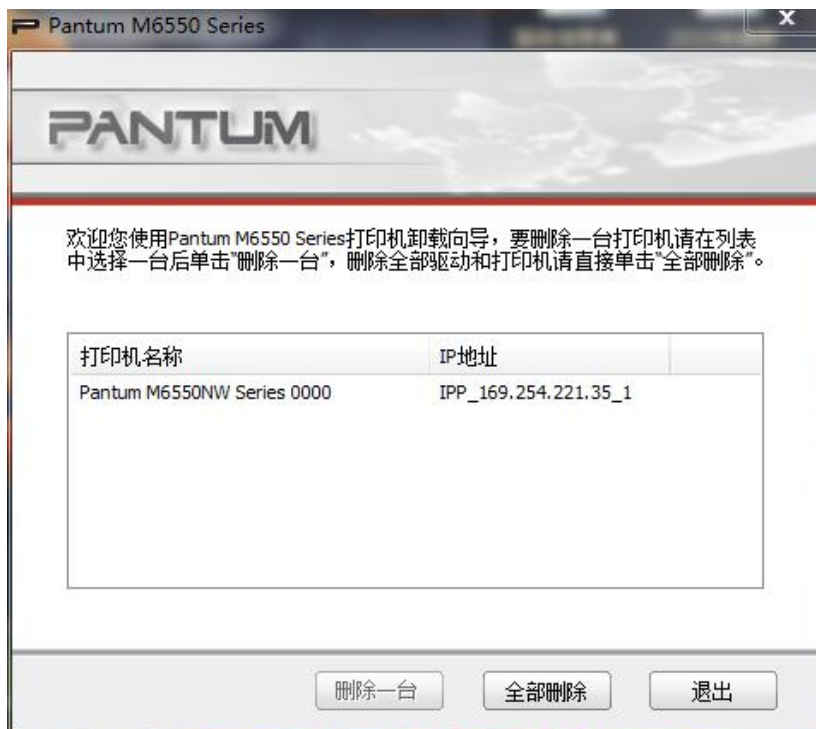 Pantum M6550 Series
X
PANTUM
欢迎您使用Pantum M6550 Series打印机卸载向导，要删除一台打印机请在列表
中选择一台后单击"删除一台"，删除全部驱动和打印机请直接单击"全部删除"。
打印机名称 IP地址
Pantum M6550NW Series 0000 IPP_169.254.221.35_1
删除一台 全部删除 退出